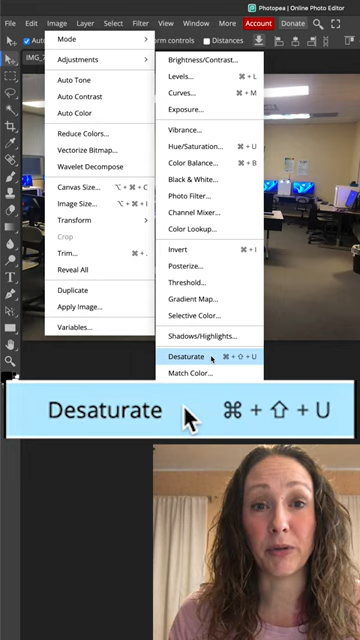 Photopea | Online Photo Editor
File Edit Image Layer Select Filter View Window More Account Donate
Distances
Mode
Adjustments
Auto Tone
Auto Contrast
Auto Color
Reduce Colors...
Vectorize Bitmap...
Wavelet Decompose
Canvas Size... ⌥ + ⌘ + C
Image Size... ⌥ + ⌘ + I
Transform
Crop
Trim... ⌘ + .
Reveal All
Duplicate
Apply Image...
Variables...
Brightness/Contrast...
Levels... ⌘ + L
Curves... ⌘ + M
Exposure...
Vibrance...
Hue/Saturation... ⌘ + U
Color Balance... ⌘ + B
Black & White...
Photo Filter...
Channel Mixer...
Color Lookup...
Invert ⌘ + I
Posterize...
Threshold...
Gradient Map...
Selective Color...
Shadows/Highlights...
Desaturate ⌘ + ⇧ + U
Match Color...
Desaturate ⌘ + ⇧ + U